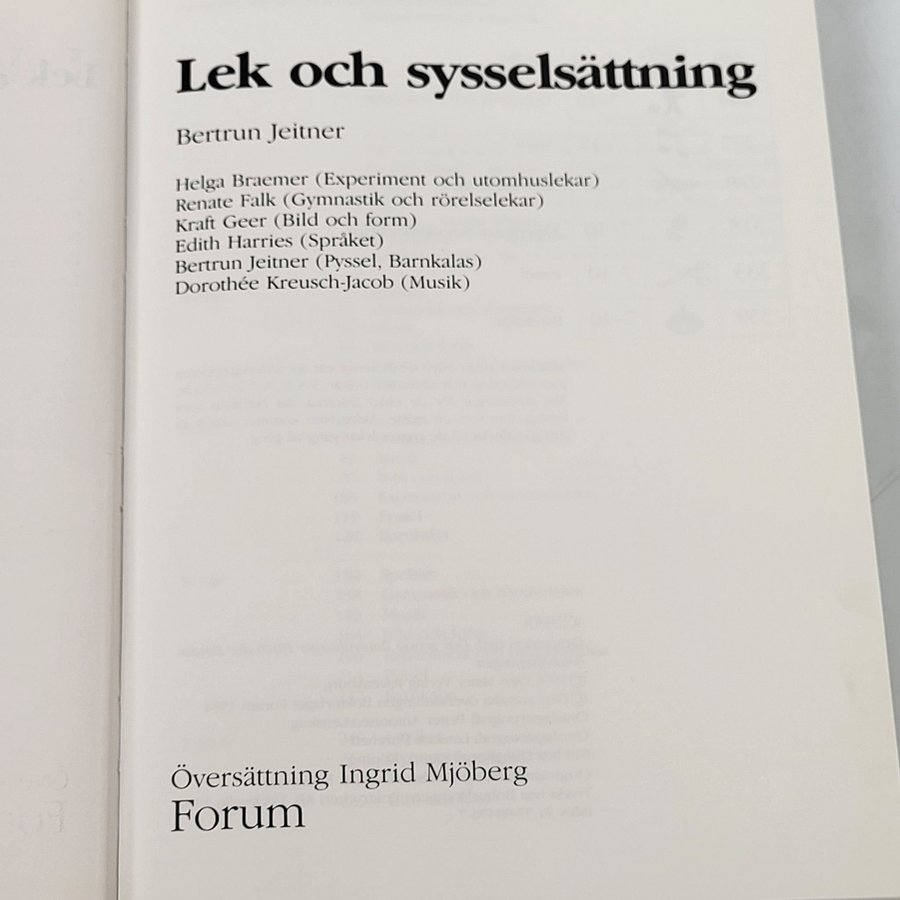 Lek och sysselsättning
Bertrun Jeitner
Helga Braemer (Experiment och utomhuslekar)
Renate Falk (Gymnastik och rörelselekar)
Kraft Geer (Bild och form)
Edith Harries (Språket)
Bertrun Jeitner (Pyssel, Barnkalas)
Dorothée Kreusch-Jacob (Musik)
Översättning Ingrid Mjöberg
Forum